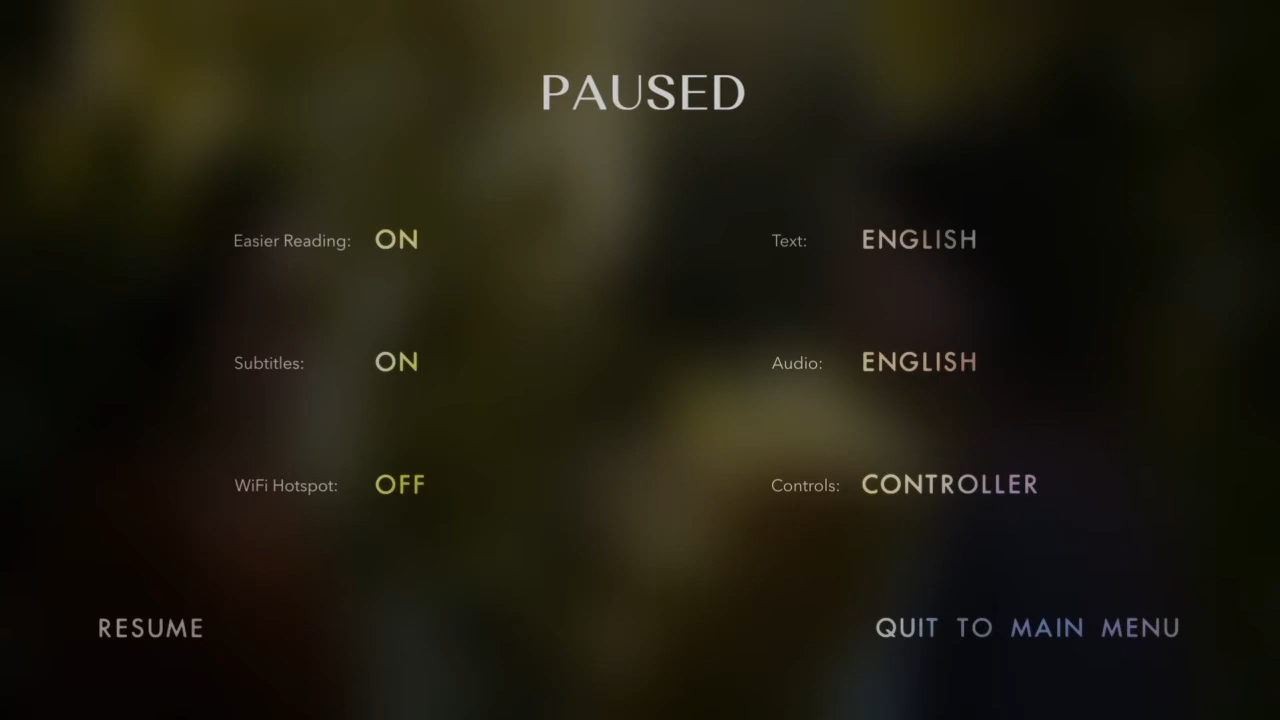 PAUSED
Easier Reading: ON
Text: ENGLISH
Subtitles: ON
Audio: ENGLISH
WiFi Hotspot: OFF
Controls: CONTROLLER
RESUME
QUIT TO MAIN MENU